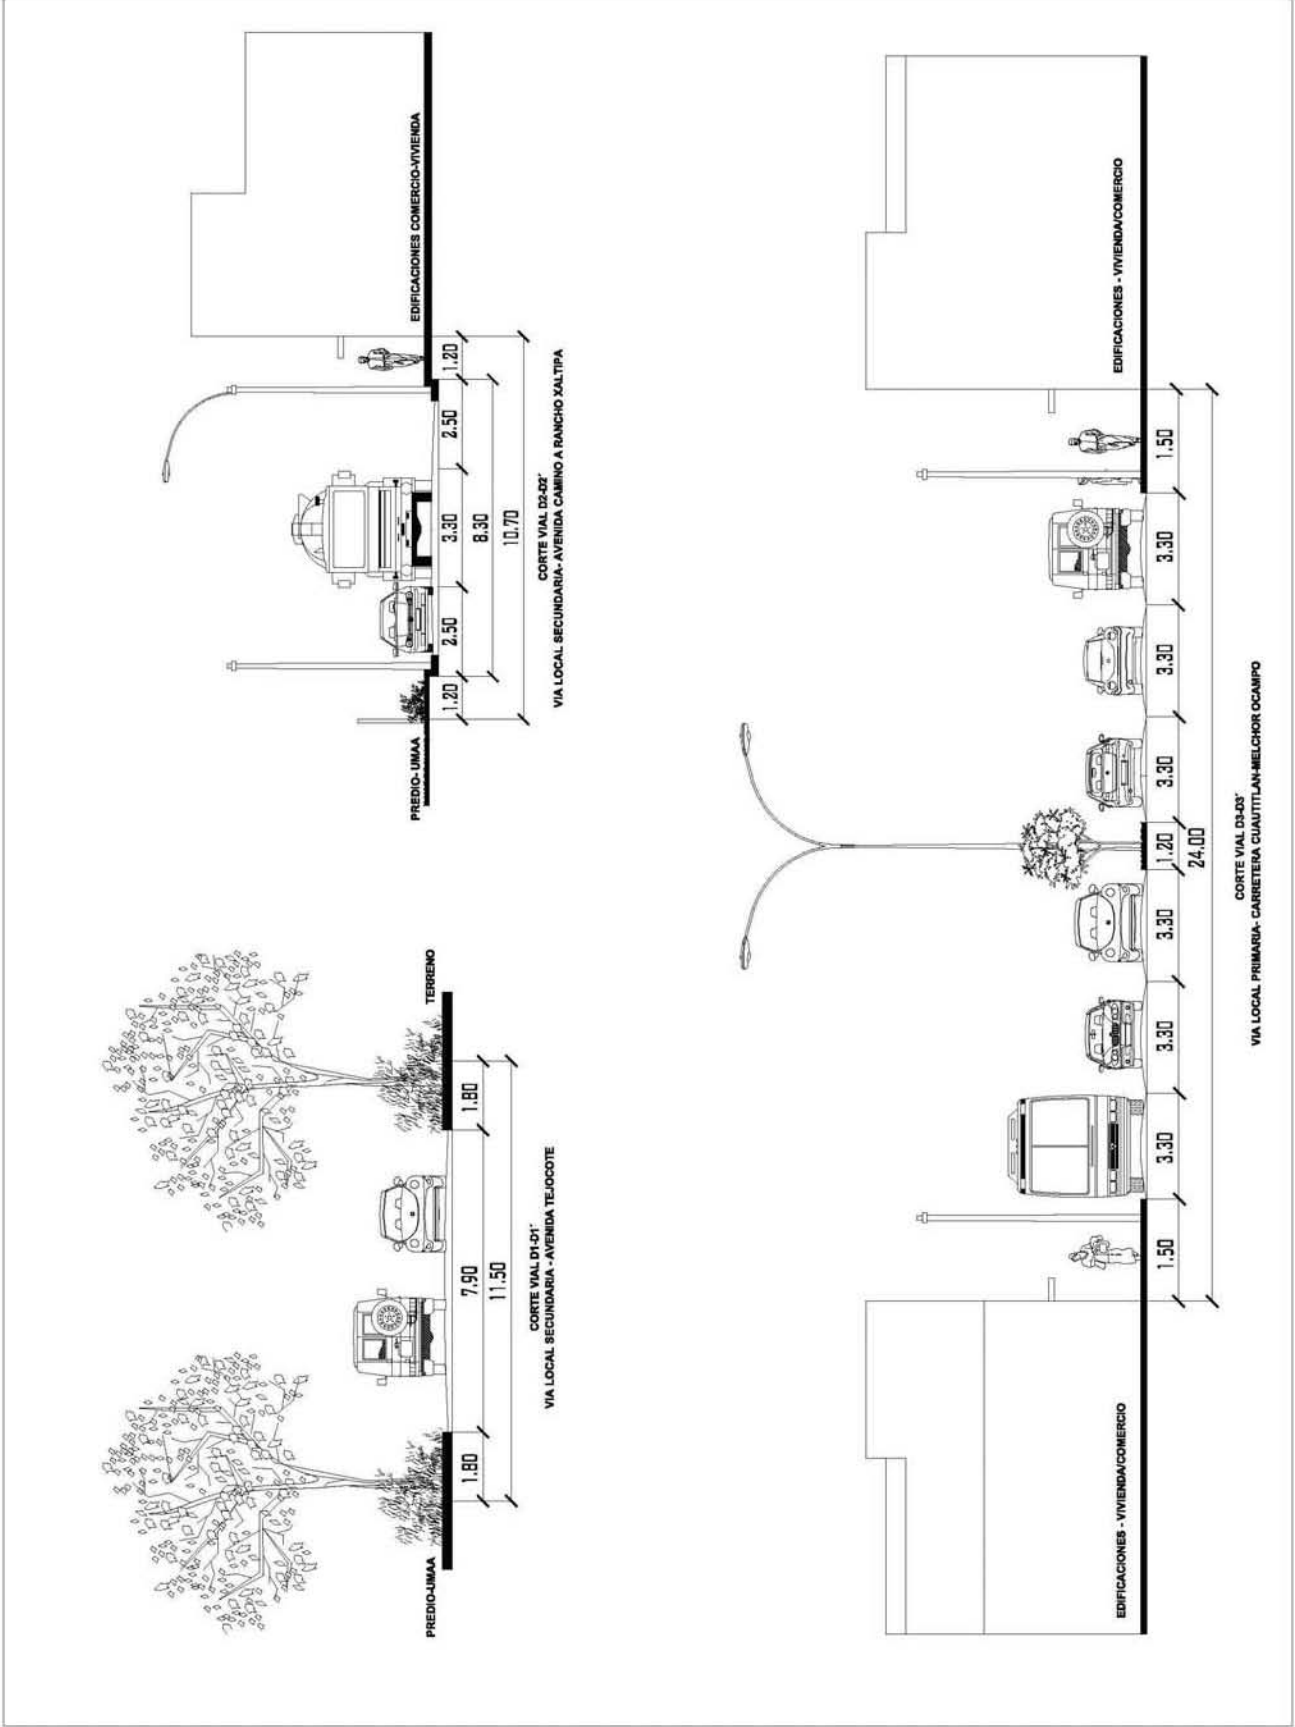 PREDIO-UMAA
TERRENO
1.80
7.90
1.80
11.50
CORTE VIAL D1-D1´
VIA LOCAL SECUNDARIA - AVENIDA TEJOCOTE
PREDIO- UMAA
EDIFICACIONES COMERCIO-VIVIENDA
1.20
2.50
3.30
2.50
1.20
8.30
10.70
CORTE VIAL D2-D2´
VIA LOCAL SECUNDARIA- AVENIDA CAMINO A RANCHO XALTIPA
EDIFICACIONES - VIVIENDA/COMERCIO
EDIFICACIONES - VIVIENDA/COMERCIO
1.50
3.30
3.30
3.30
1.20
3.30
3.30
3.30
1.50
24.00
CORTE VIAL D3-D3´
VIA LOCAL PRIMARIA- CARRETERA CUAUTITLAN-MELCHOR OCAMPO